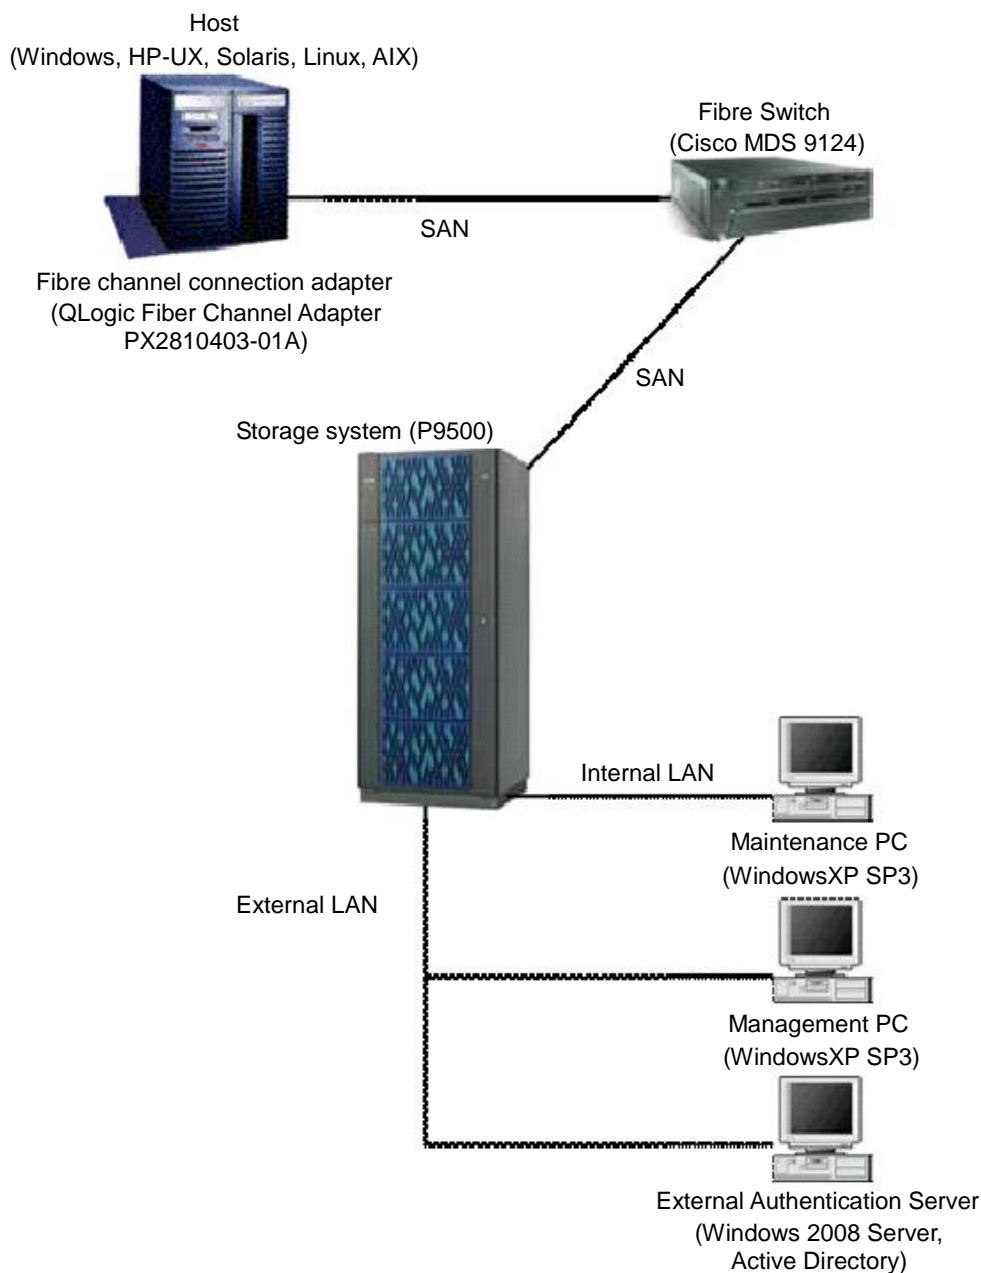 Host
(Windows, HP-UX, Solaris, Linux, AIX)
Fibre Switch
(Cisco MDS 9124)
SAN
Fibre channel connection adapter
(QLogic Fiber Channel Adapter
PX2810403-01A)
SAN
Storage system (P9500)
Internal LAN
Maintenance PC
(WindowsXP SP3)
External LAN
Management PC
(WindowsXP SP3)
External Authentication Server
(Windows 2008 Server,
Active Directory)